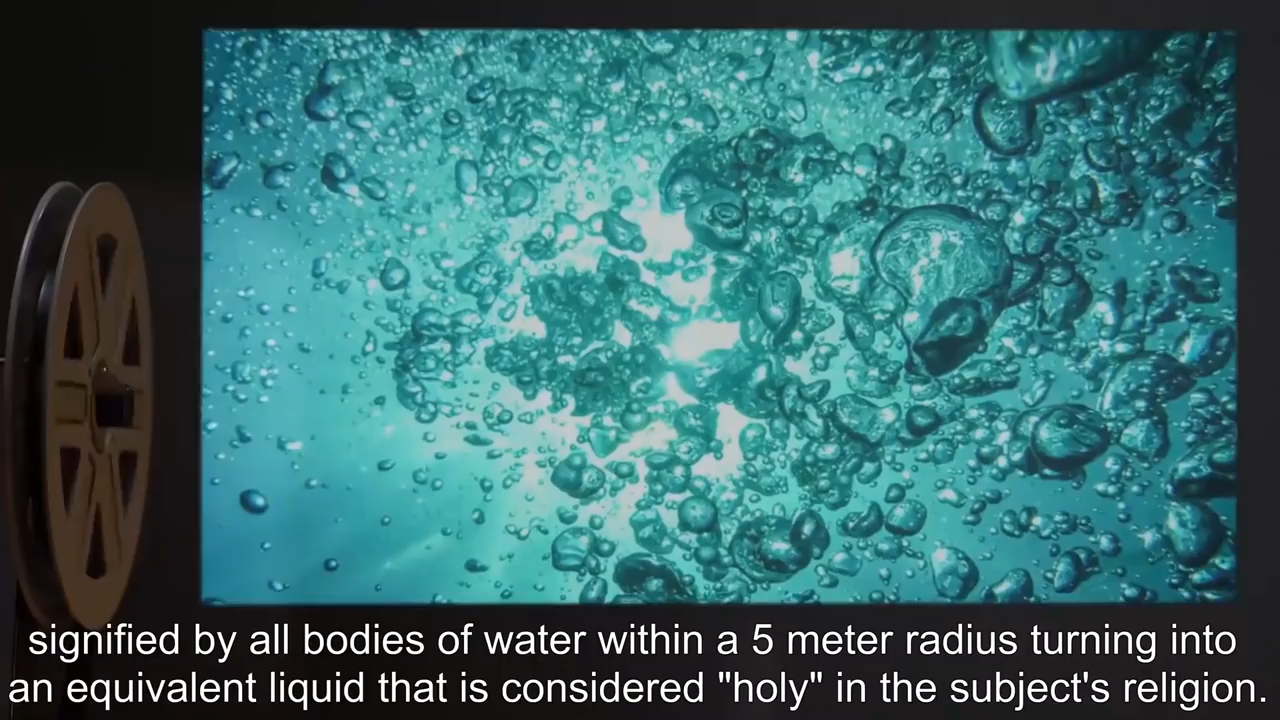 signified by all bodies of water within a 5 meter radius turning into
an equivalent liquid that is considered "holy" in the subject's religion.